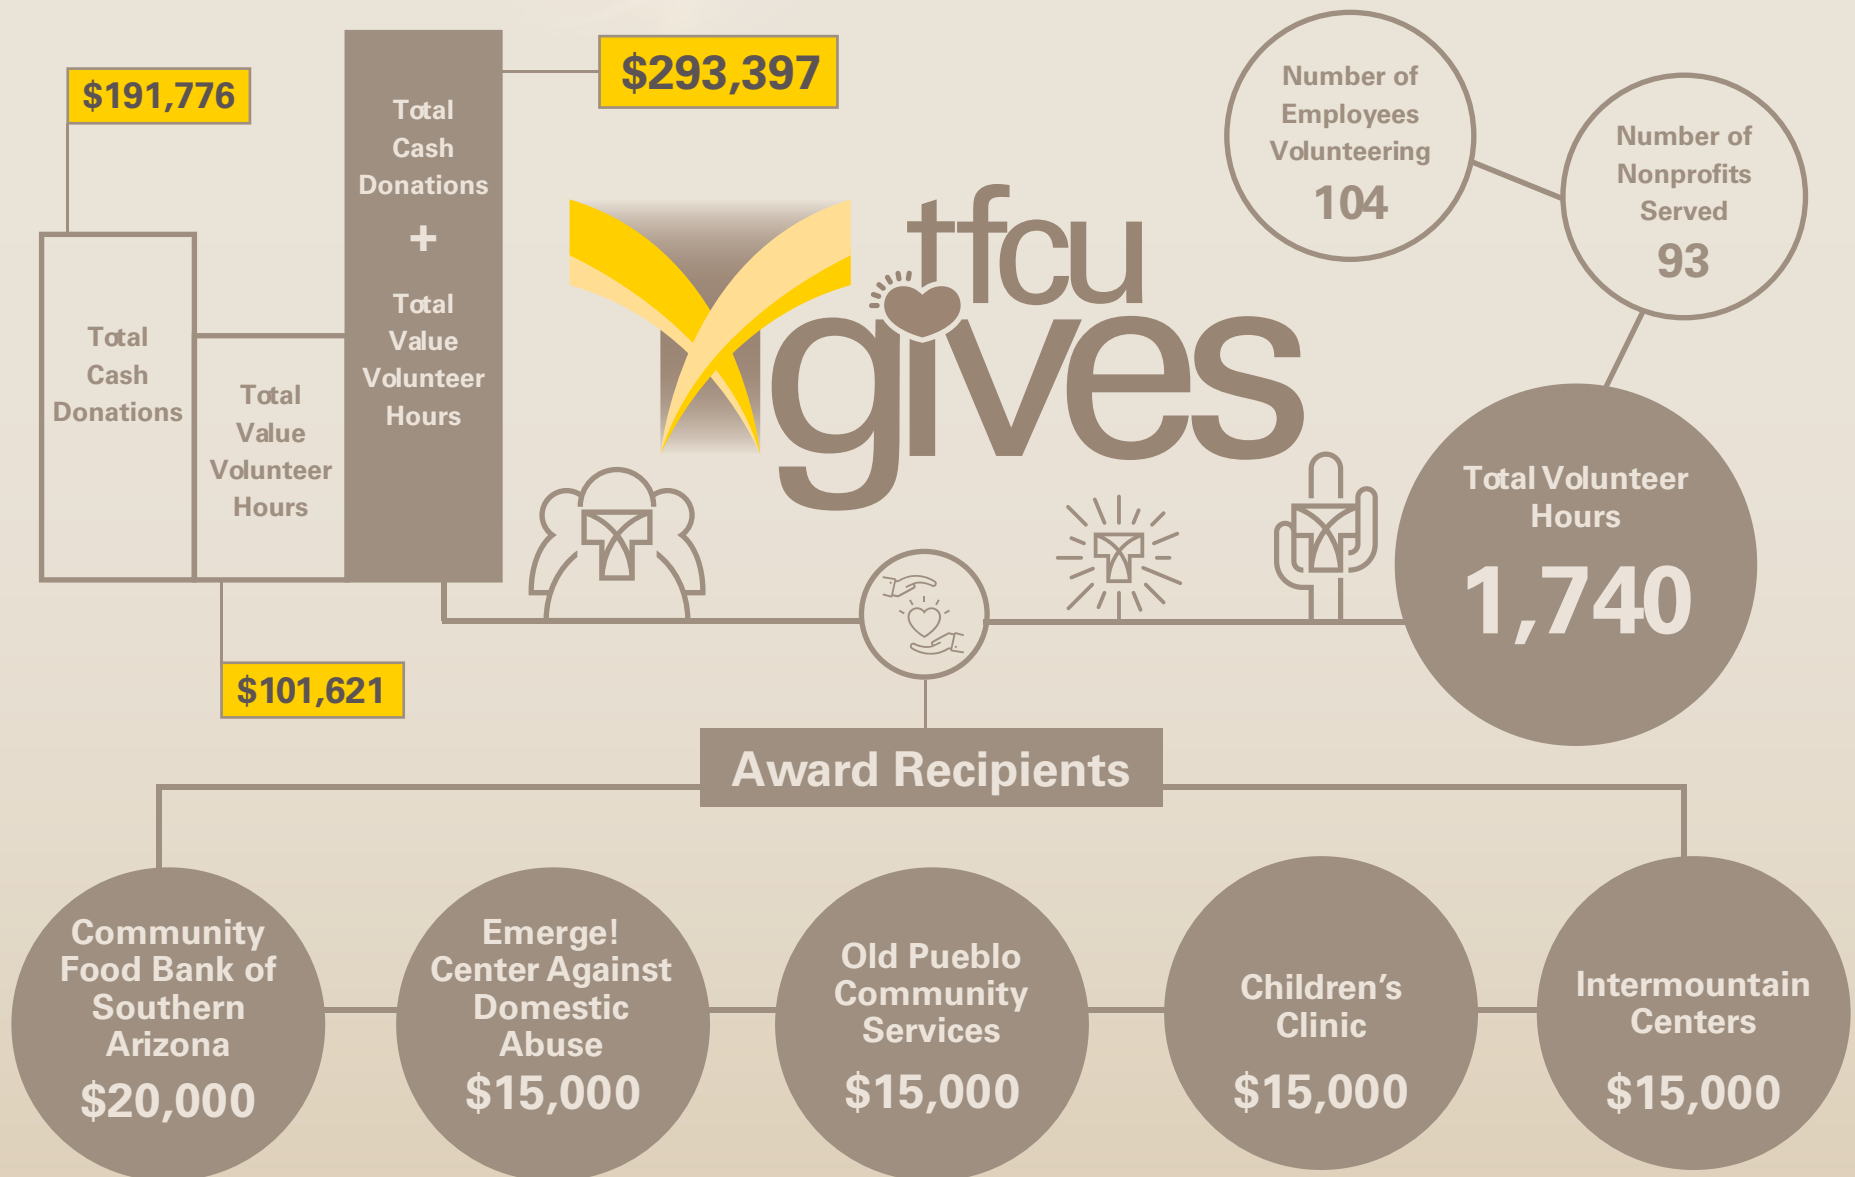 $191,776
Total
Cash
Donations
Total
Value
Volunteer
Hours
$101,621
Total
Cash
Donations
+
Total
Value
Volunteer
Hours
$293,397
tfcu
gives
Number of
Employees
Volunteering
104
Number of
Nonprofits
Served
93
Total Volunteer
Hours
1,740
Award Recipients
Community
Food Bank of
Southern
Arizona
$20,000
Emerge!
Center Against
Domestic
Abuse
$15,000
Old Pueblo
Community
Services
$15,000
Children's
Clinic
$15,000
Intermountain
Centers
$15,000